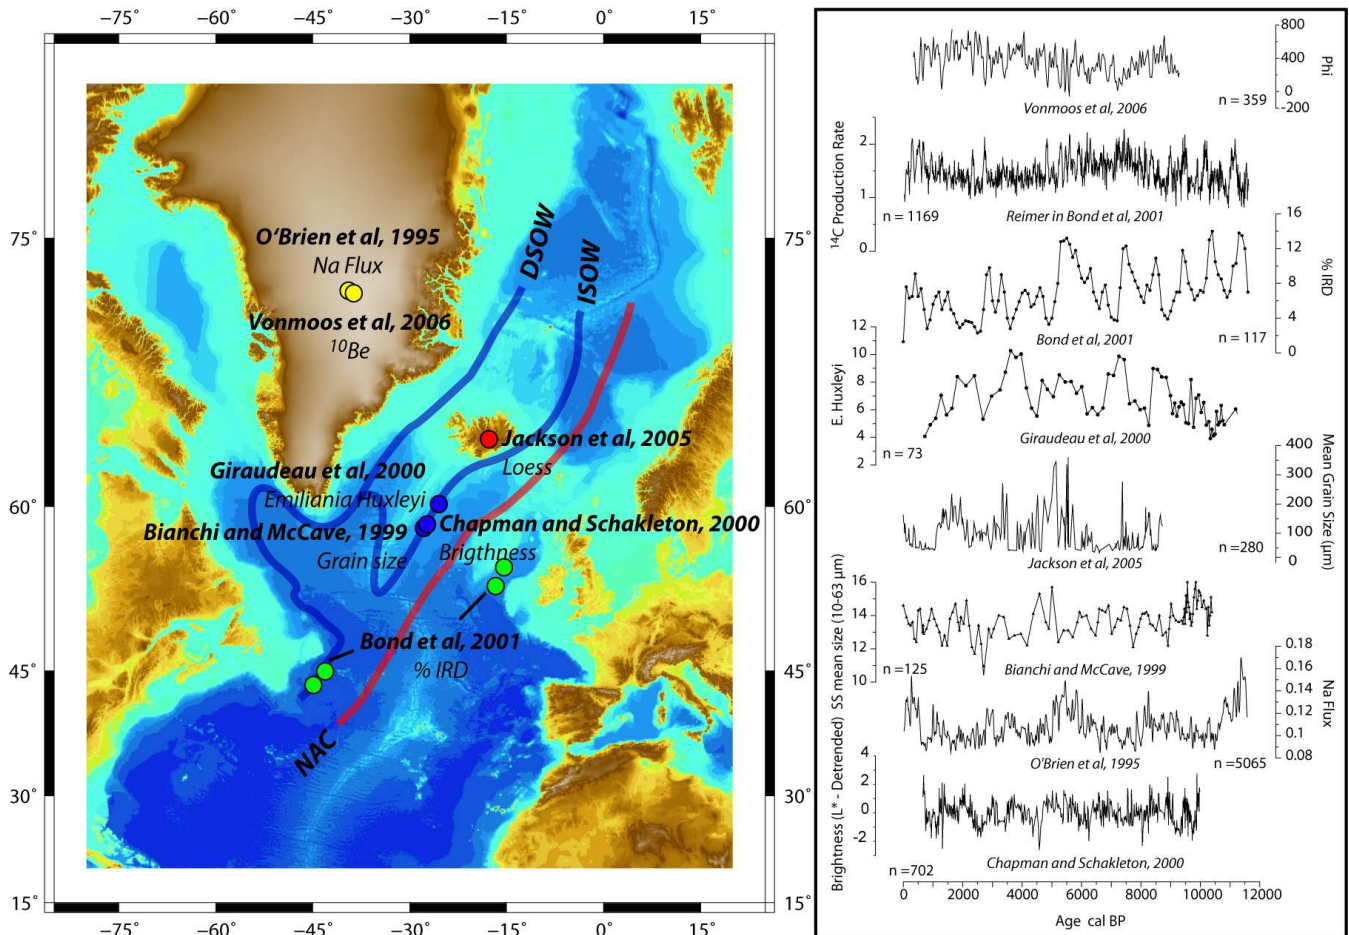 −75° −60° −45° −30° −15° 0° 15°
75°
60°
45°
30°
15°
75°
60°
45°
30°
15°
−75° −60° −45° −30° −15° 0° 15°
O'Brien et al, 1995
Na Flux
Vonmoos et al, 2006
10Be
DSOW
ISOW
Jackson et al, 2005
Loess
Giraudeau et al, 2000
Emiliania Huxleyi
Bianchi and McCave, 1999
Grain size
Chapman and Schakleton, 2000
Brigthness
Bond et al, 2001
% IRD
NAC
800
400
0
-200
Phi
n = 359
Vonmoos et al, 2006
2
1
0
14C Production Rate
n = 1169
Reimer in Bond et al, 2001
16
12
8
4
0
% IRD
Bond et al, 2001
n = 117
12
10
8
6
4
2
E. Huxleyi
Giraudeau et al, 2000
n = 73
400
300
200
100
0
Mean Grain Size (μm)
n =280
Jackson et al, 2005
16
14
12
10
SS mean size (10-63 μm)
n =125
Bianchi and McCave, 1999
0.18
0.16
0.14
0.12
0.1
0.08
Na Flux
O'Brien et al, 1995
n =5065
4
2
0
-2
Brightness (L* - Detrended)
Chapman and Schakleton, 2000
n =702
0 2000 4000 6000 8000 10000 12000
Age cal BP